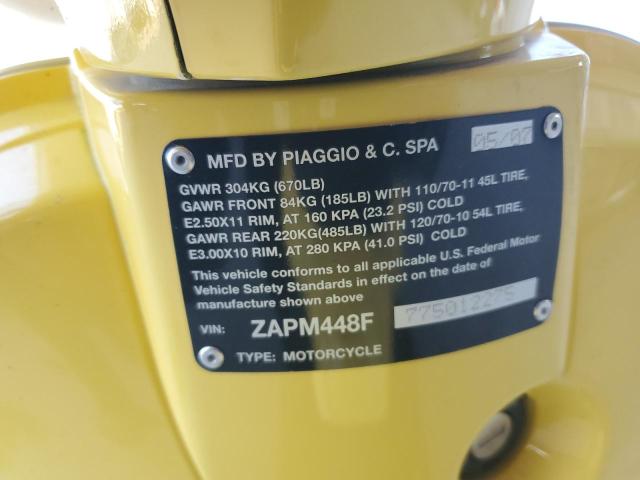 MFD BY PIAGGIO & C. SPA 05/07
GVWR 304KG (670LB)
GAWR FRONT 84KG (185LB) WITH 110/70-11 45L TIRE,
E2.50X11 RIM, AT 160 KPA (23.2 PSI) COLD
GAWR REAR 220KG(485LB) WITH 120/70-10 54L TIRE,
E3.00X10 RIM, AT 280 KPA (41.0 PSI) COLD
This vehicle conforms to all applicable U.S. Federal Motor
Vehicle Safety Standards in effect on the date of
manufacture shown above
VIN: ZAPM448F 775012275
TYPE: MOTORCYCLE